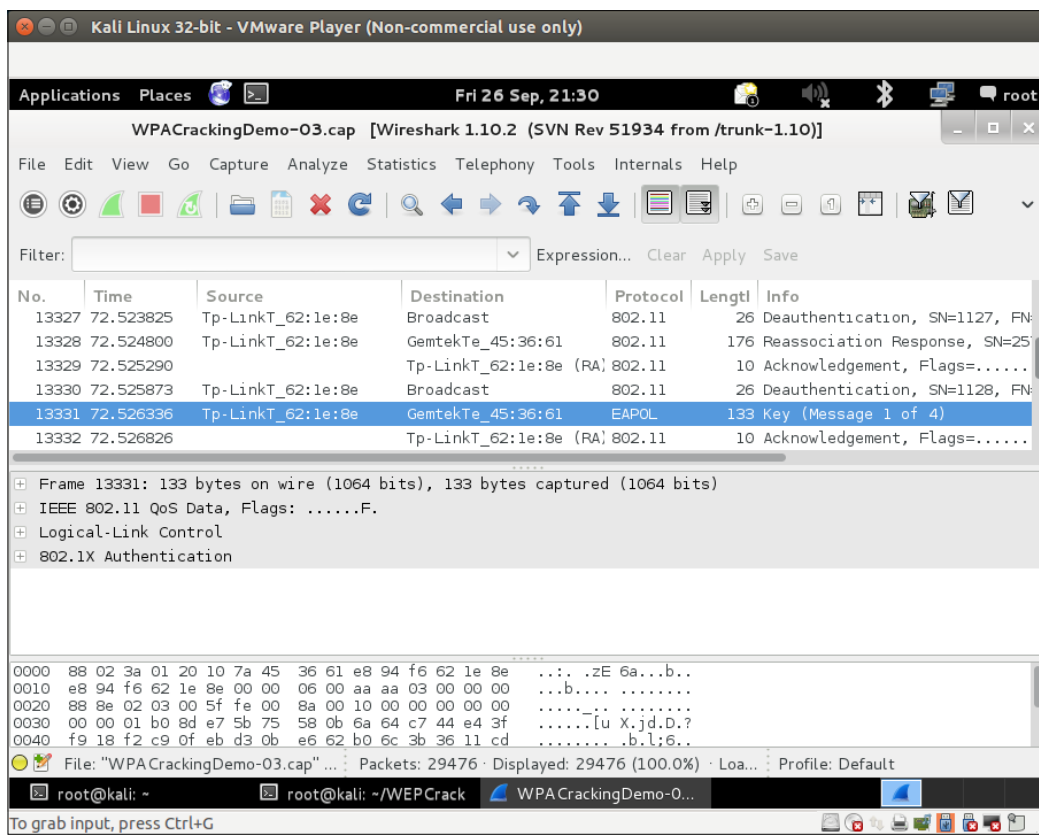 Kali Linux 32-bit - VMware Player (Non-commercial use only)
Applications Places Fri 26 Sep, 21:30 root
WPACrackingDemo-03.cap [Wireshark 1.10.2 (SVN Rev 51934 from /trunk-1.10)]
File Edit View Go Capture Analyze Statistics Telephony Tools Internals Help
Filter: Expression... Clear Apply Save
No. Time Source Destination Protocol Lengtl Info
13327 72.523825 Tp-LinkT_62:1e:8e Broadcast 802.11 26 Deauthentication, SN=1127, FN=
13328 72.524800 Tp-LinkT_62:1e:8e GemtekTe_45:36:61 802.11 176 Reassociation Response, SN=25
13329 72.525290 Tp-LinkT_62:1e:8e (RA) 802.11 10 Acknowledgement, Flags=......
13330 72.525873 Tp-LinkT_62:1e:8e Broadcast 802.11 26 Deauthentication, SN=1128, FN=
13331 72.526336 Tp-LinkT_62:1e:8e GemtekTe_45:36:61 EAPOL 133 Key (Message 1 of 4)
13332 72.526826 Tp-LinkT_62:1e:8e (RA) 802.11 10 Acknowledgement, Flags=......
Frame 13331: 133 bytes on wire (1064 bits), 133 bytes captured (1064 bits)
IEEE 802.11 QoS Data, Flags: ......F.
Logical-Link Control
802.1X Authentication
0000 88 02 3a 01 20 10 7a 45 36 61 e8 94 f6 62 1e 8e ..:. .zE 6a...b..
0010 e8 94 f6 62 1e 8e 00 00 06 00 aa aa 03 00 00 00 ...b.... ........
0020 88 8e 02 03 00 5f fe 00 8a 00 10 00 00 00 00 00 ....._.. ........
0030 00 00 01 b0 8d e7 5b 75 58 0b 6a 64 c7 44 e4 3f ......[u X.jd.D.?
0040 f9 18 f2 c9 0f eb d3 0b e6 62 b0 6c 3b 36 11 cd ........ .b.l;6..
File: "WPACrackingDemo-03.cap" ... Packets: 29476 · Displayed: 29476 (100.0%) · Loa... Profile: Default
root@kali: ~ root@kali: ~/WEPCrack WPACrackingDemo-0...
To grab input, press Ctrl+G